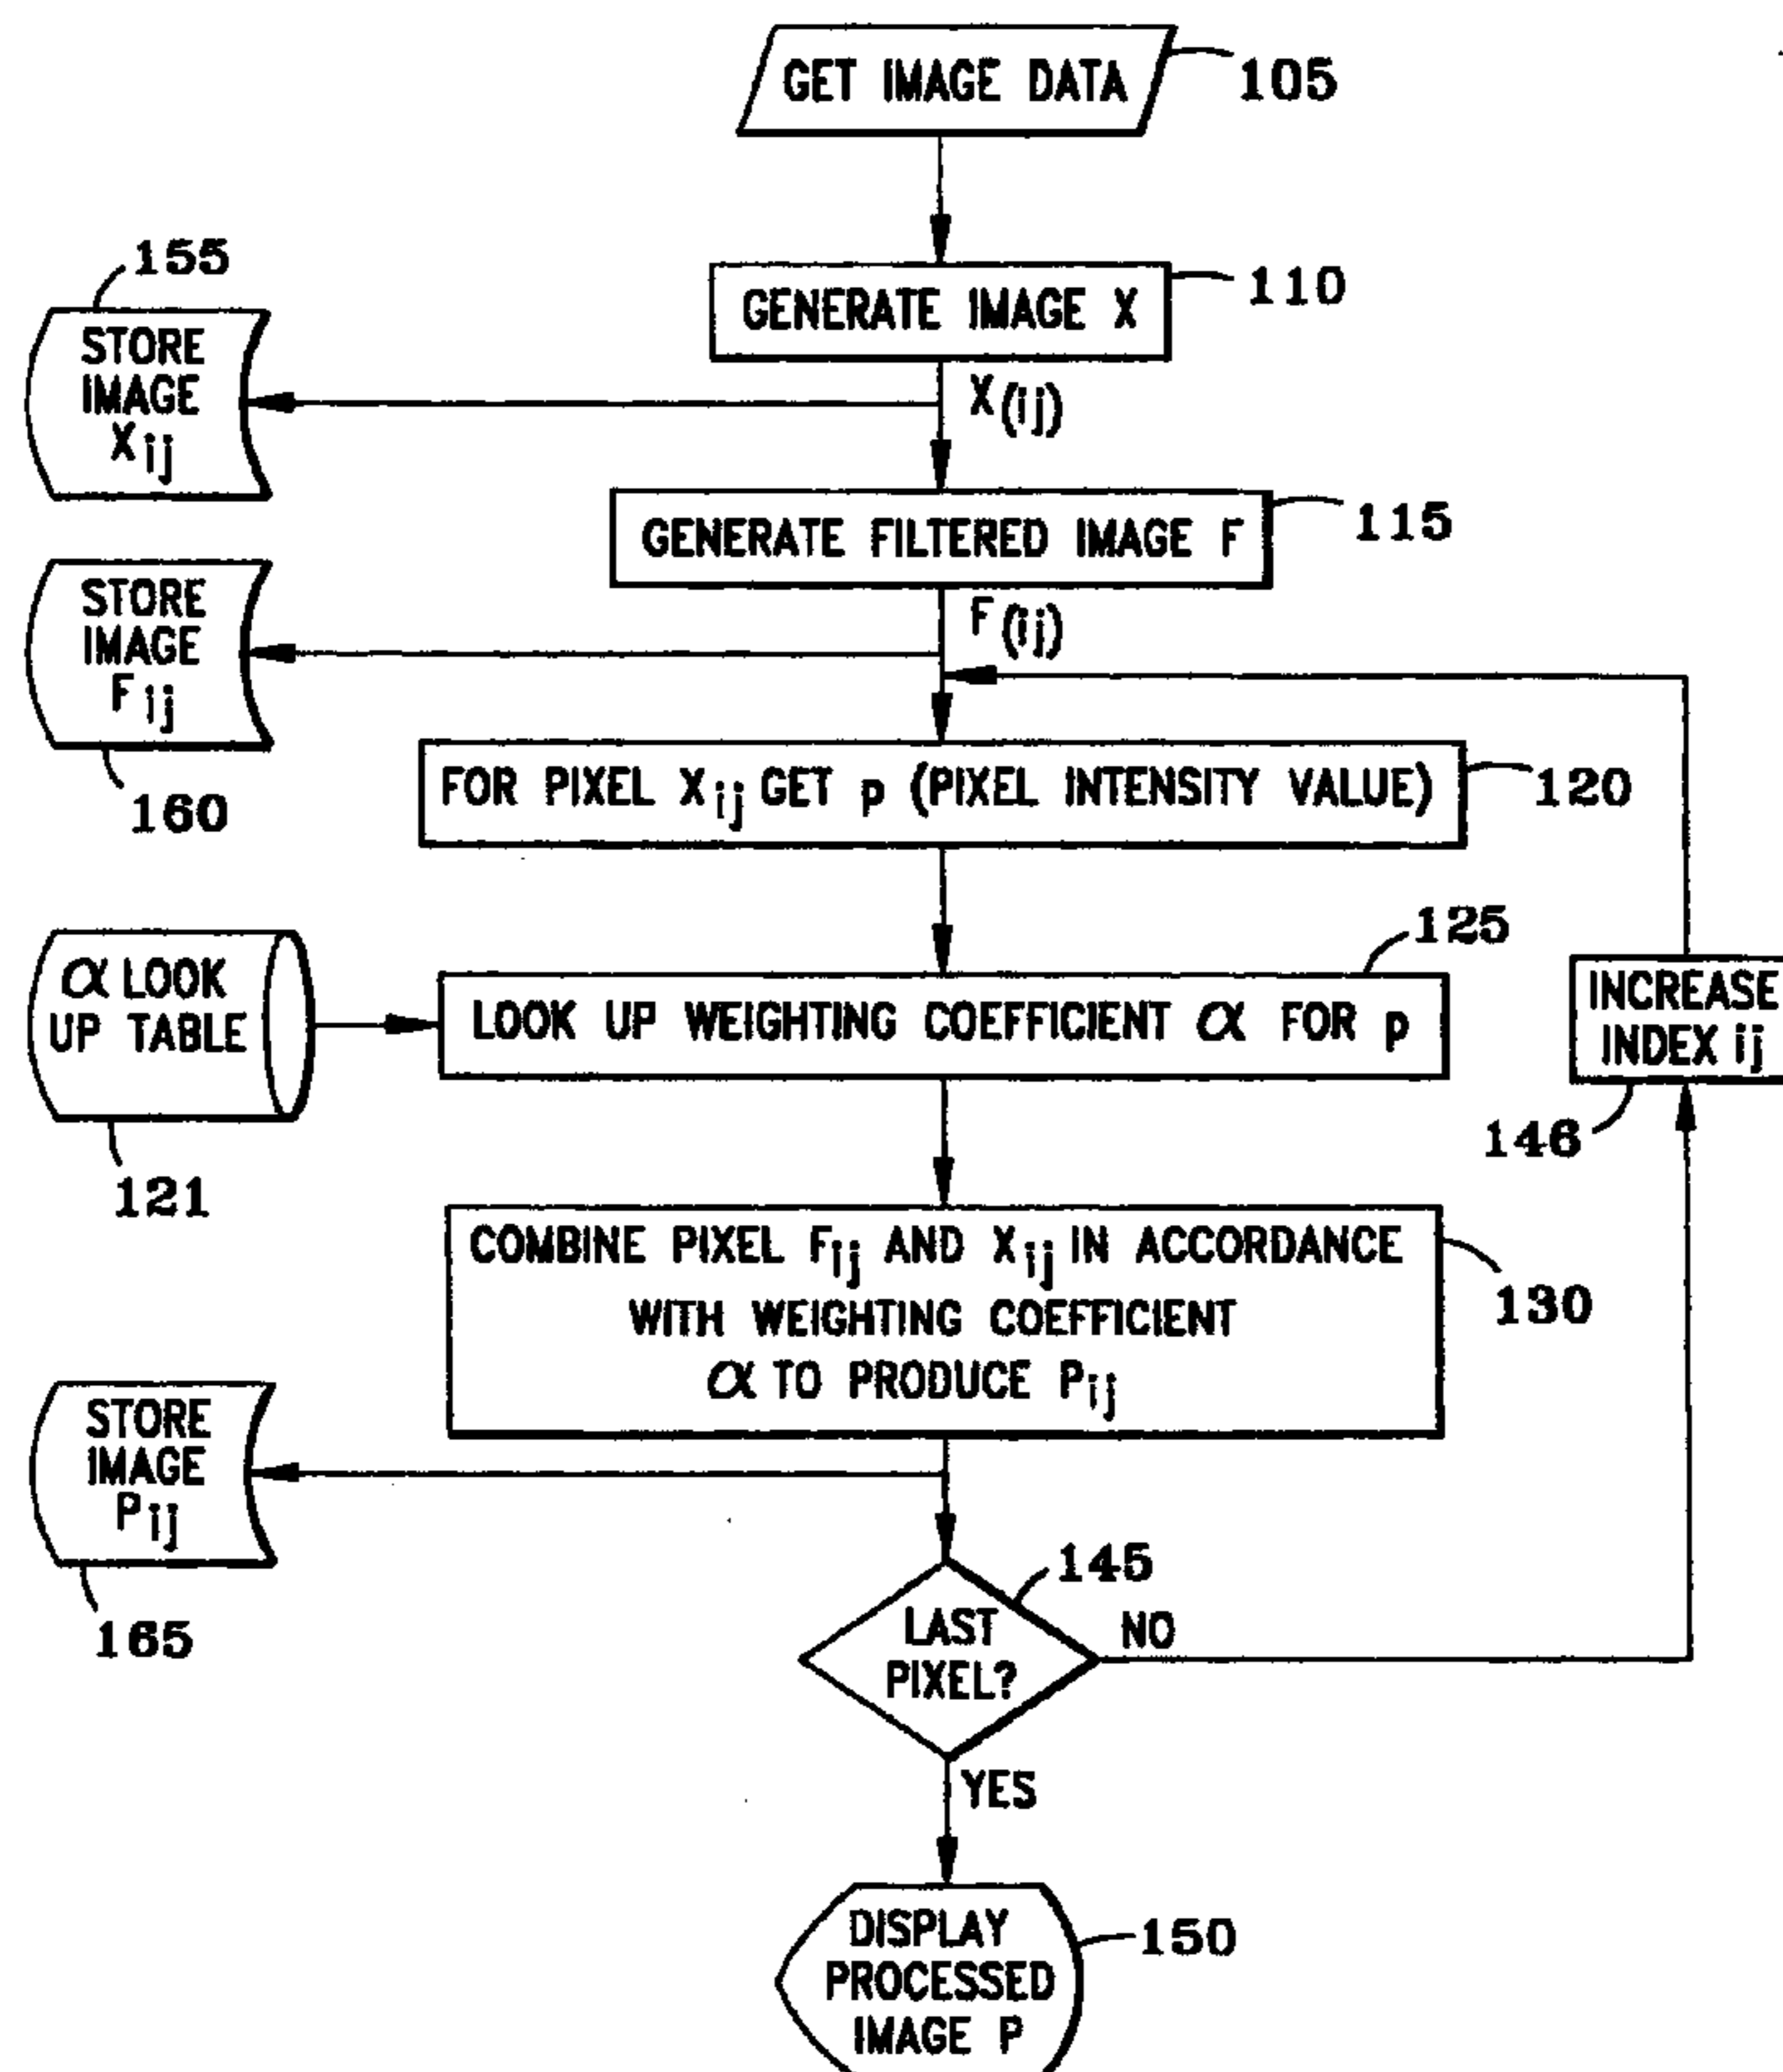 GET IMAGE DATA
105
GENERATE IMAGE X
110
155
STORE
IMAGE
Xij
X(ij)
GENERATE FILTERED IMAGE F
115
STORE
IMAGE
Fij
160
F(ij)
FOR PIXEL Xij GET p (PIXEL INTENSITY VALUE)
120
α LOOK
UP TABLE
121
125
LOOK UP WEIGHTING COEFFICIENT α FOR p
INCREASE
INDEX ij
146
COMBINE PIXEL Fij AND Xij IN ACCORDANCE
WITH WEIGHTING COEFFICIENT
α TO PRODUCE Pij
130
STORE
IMAGE
Pij
165
145
LAST
PIXEL?
NO
YES
DISPLAY
PROCESSED
IMAGE P
150